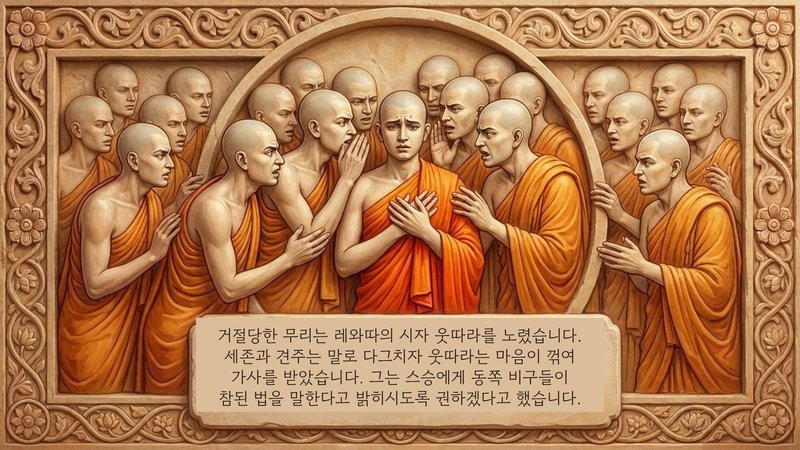 거절당한 무리는 레와따의 시자 웃따라를 노렸습니다.
세존과 견주는 말로 다그치자 웃따라는 마음이 꺾여
가사를 받았습니다. 그는 스승에게 동쪽 비구들이
참된 법을 말한다고 밝히시도록 권하겠다고 했습니다.